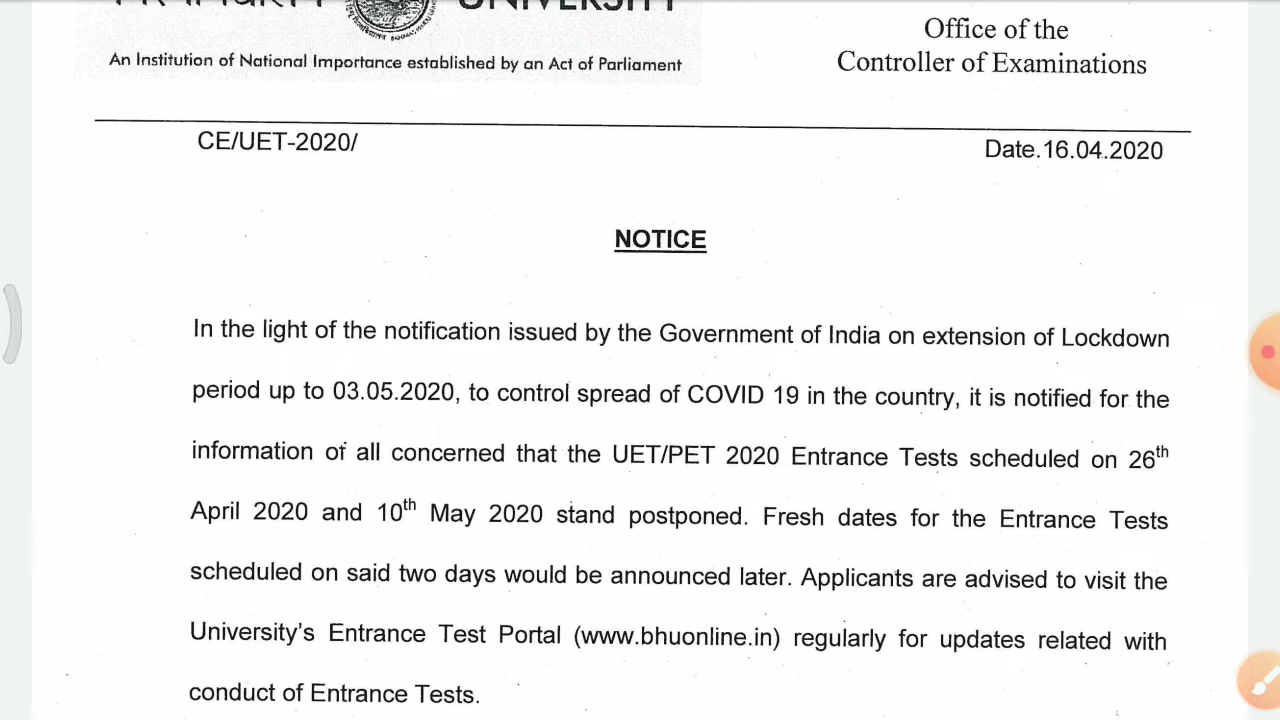 UNIVERSITY
An Institution of National Importance established by an Act of Parliament
Office of the
Controller of Examinations
CE/UET-2020/
Date.16.04.2020
NOTICE
In the light of the notification issued by the Government of India on extension of Lockdown
period up to 03.05.2020, to control spread of COVID 19 in the country, it is notified for the
information of all concerned that the UET/PET 2020 Entrance Tests scheduled on 26th
April 2020 and 10th May 2020 stand postponed. Fresh dates for the Entrance Tests
scheduled on said two days would be announced later. Applicants are advised to visit the
University's Entrance Test Portal (www.bhuonline.in) regularly for updates related with
conduct of Entrance Tests.